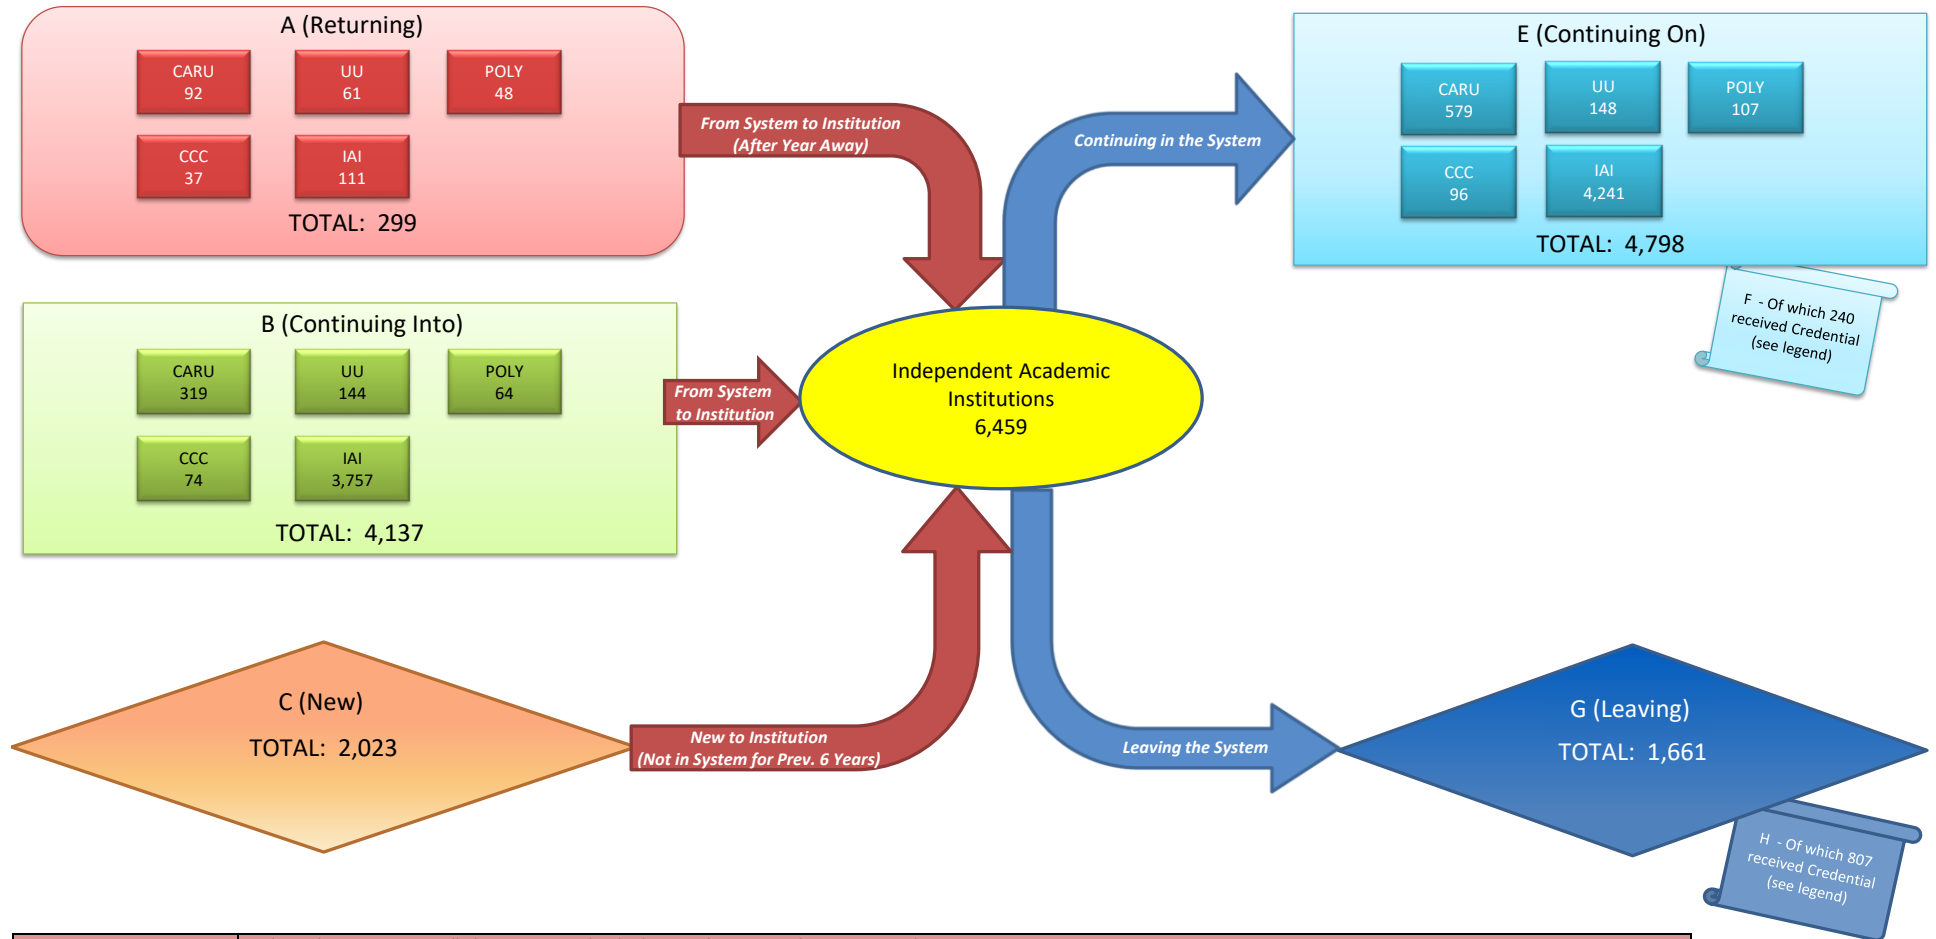 A (Returning)
CARU
92
UU
61
POLY
48
CCC
37
IAI
111
TOTAL: 299
From System to Institution
(After Year Away)
B (Continuing Into)
CARU
319
UU
144
POLY
64
CCC
74
IAI
3,757
TOTAL: 4,137
From System
to Institution
C (New)
TOTAL: 2,023
New to Institution
(Not in System for Prev. 6 Years)
Independent Academic
Institutions
6,459
Continuing in the System
E (Continuing On)
CARU
579
UU
148
POLY
107
CCC
96
IAI
4,241
TOTAL: 4,798
F - Of which 240
received Credential
(see legend)
Leaving the System
G (Leaving)
TOTAL: 1,661
H - Of which 807
received Credential
(see legend)